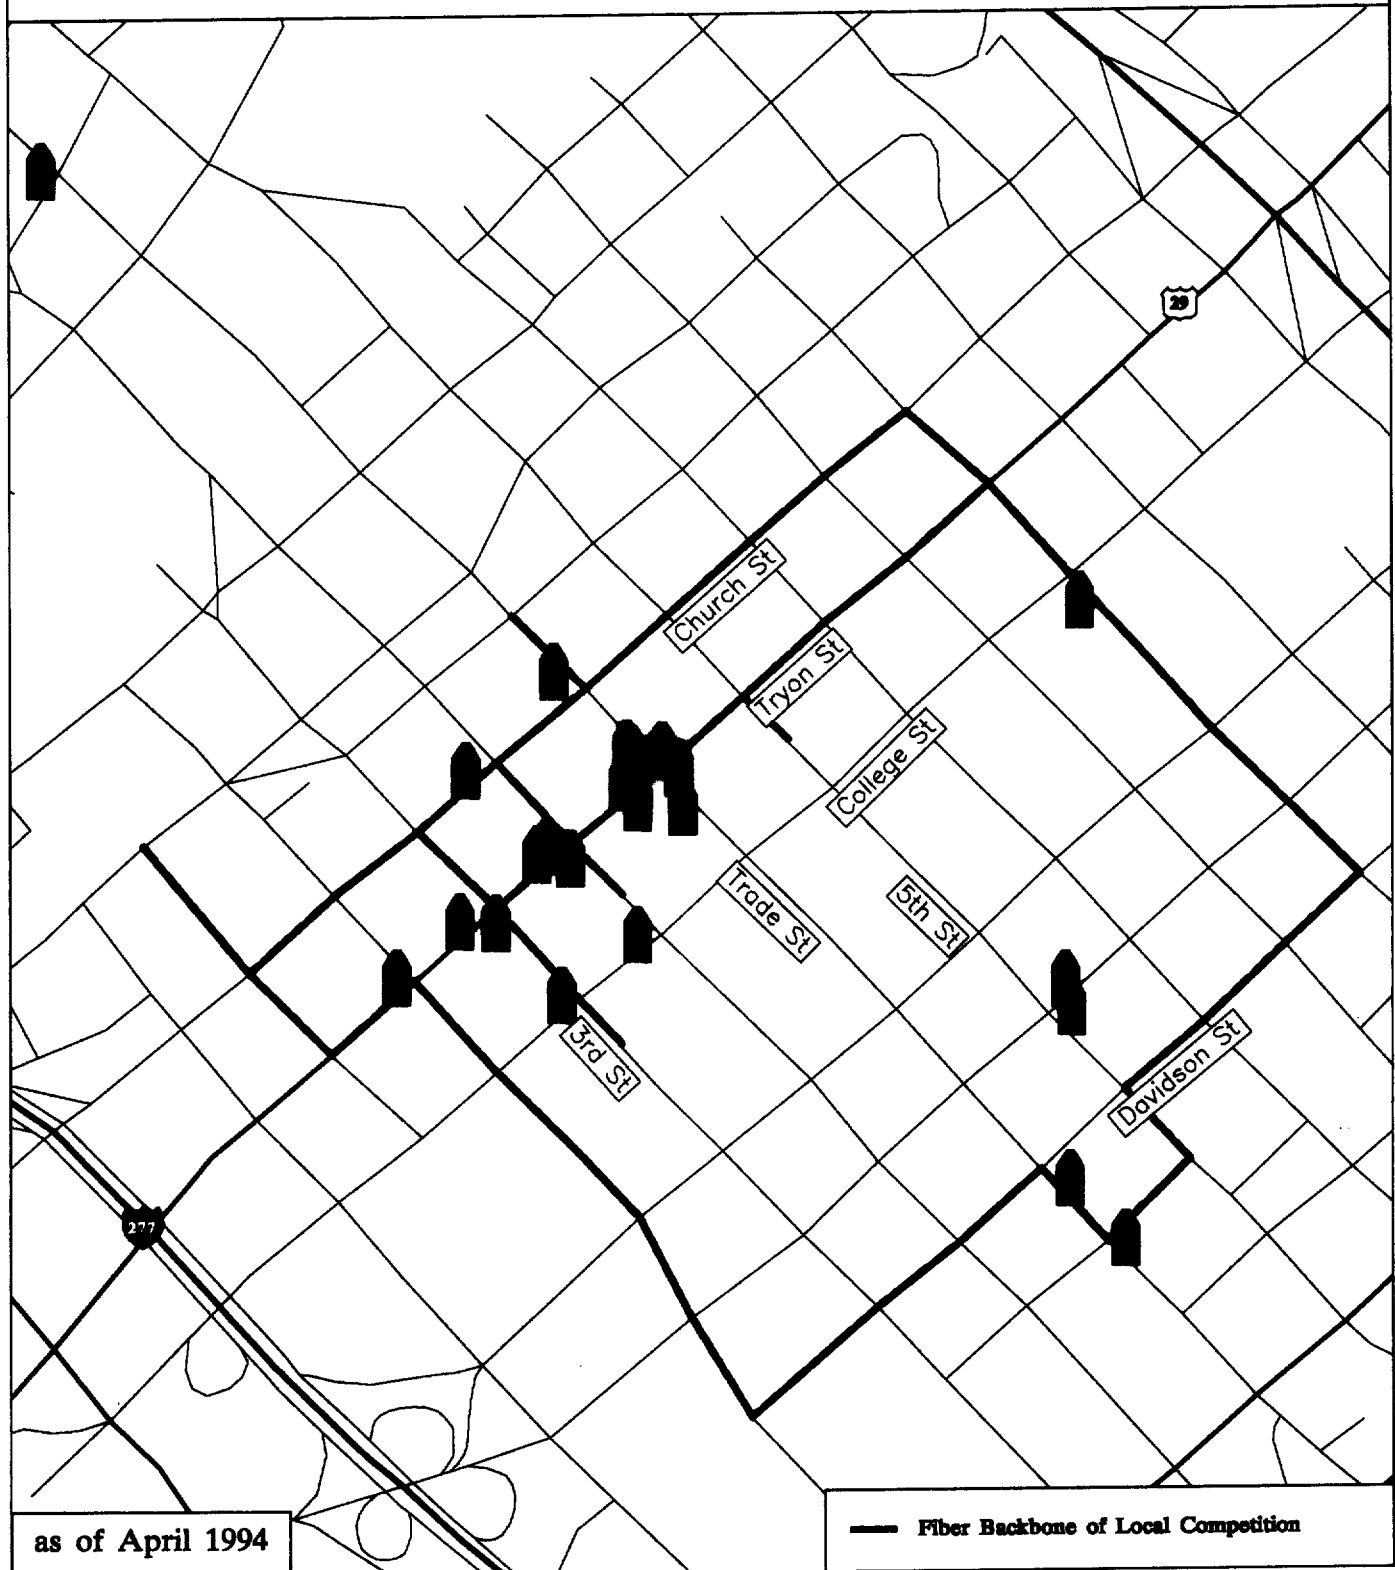 29
Church St
Tryon St
College St
Trade St
5th St
3rd St
Davidson St
277
as of April 1994
Fiber Backbone of Local Competition